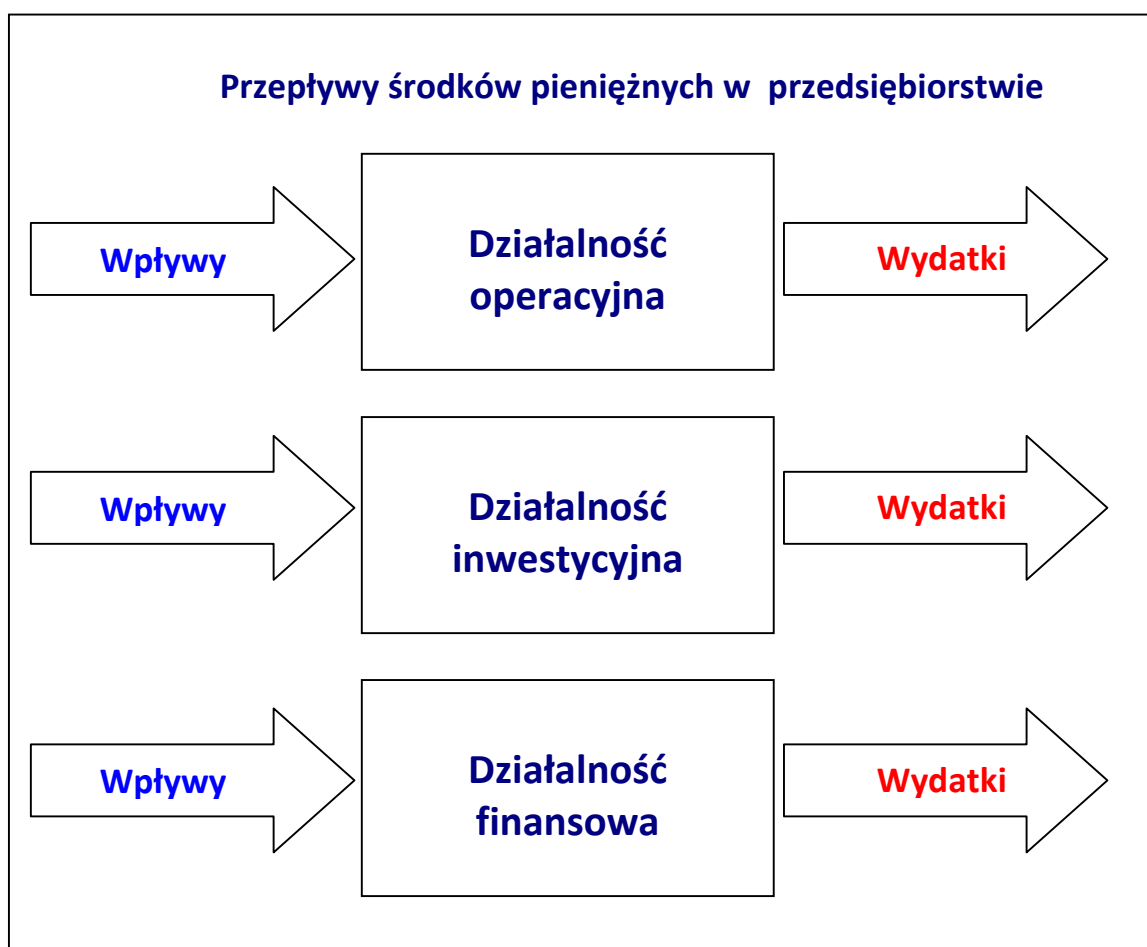 Przepływy środków pieniężnych w przedsiębiorstwie
Wpływy
Działalność
operacyjna
Wydatki
Wpływy
Działalność
inwestycyjna
Wydatki
Wpływy
Działalność
finansowa
Wydatki